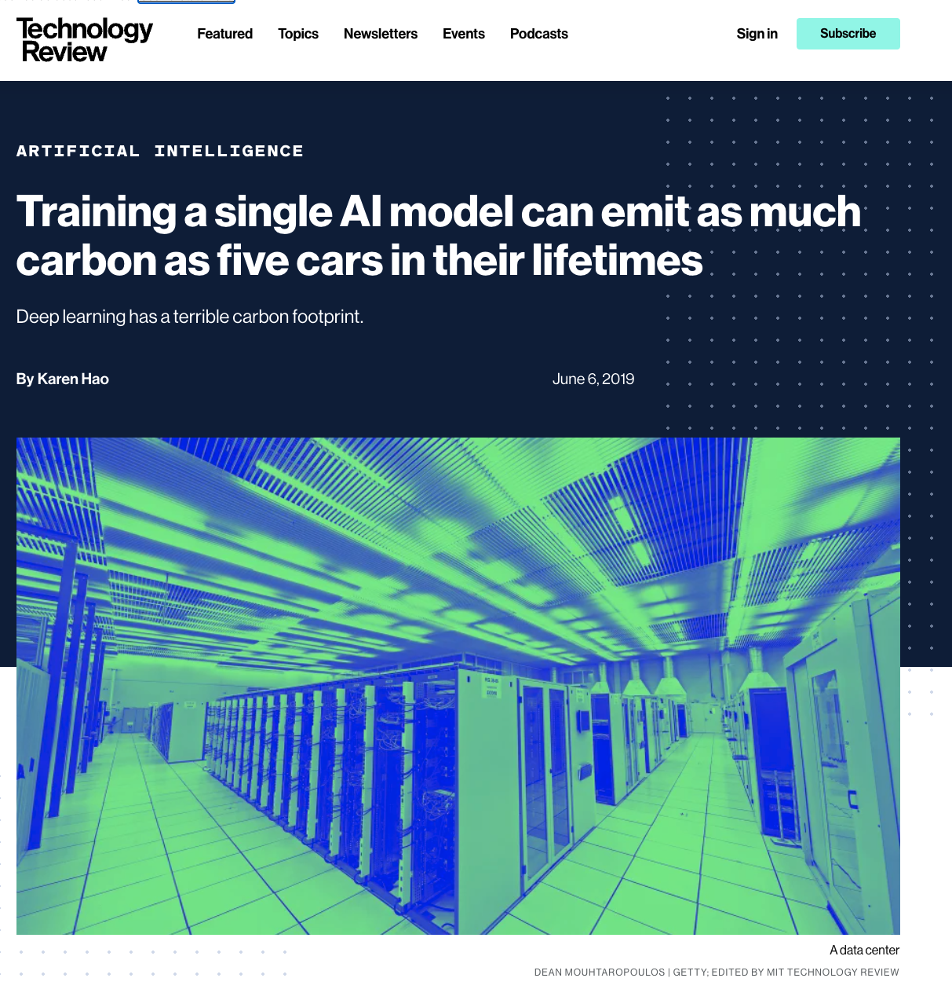 Technology
Review
Featured
Topics
Newsletters
Events
Podcasts
Sign in
Subscribe
ARTIFICIAL INTELLIGENCE
Training a single AI model can emit as much
carbon as five cars in their lifetimes
Deep learning has a terrible carbon footprint.
By Karen Hao
June 6, 2019
A data center
DEAN MOUHTAROPOULOS | GETTY; EDITED BY MIT TECHNOLOGY REVIEW